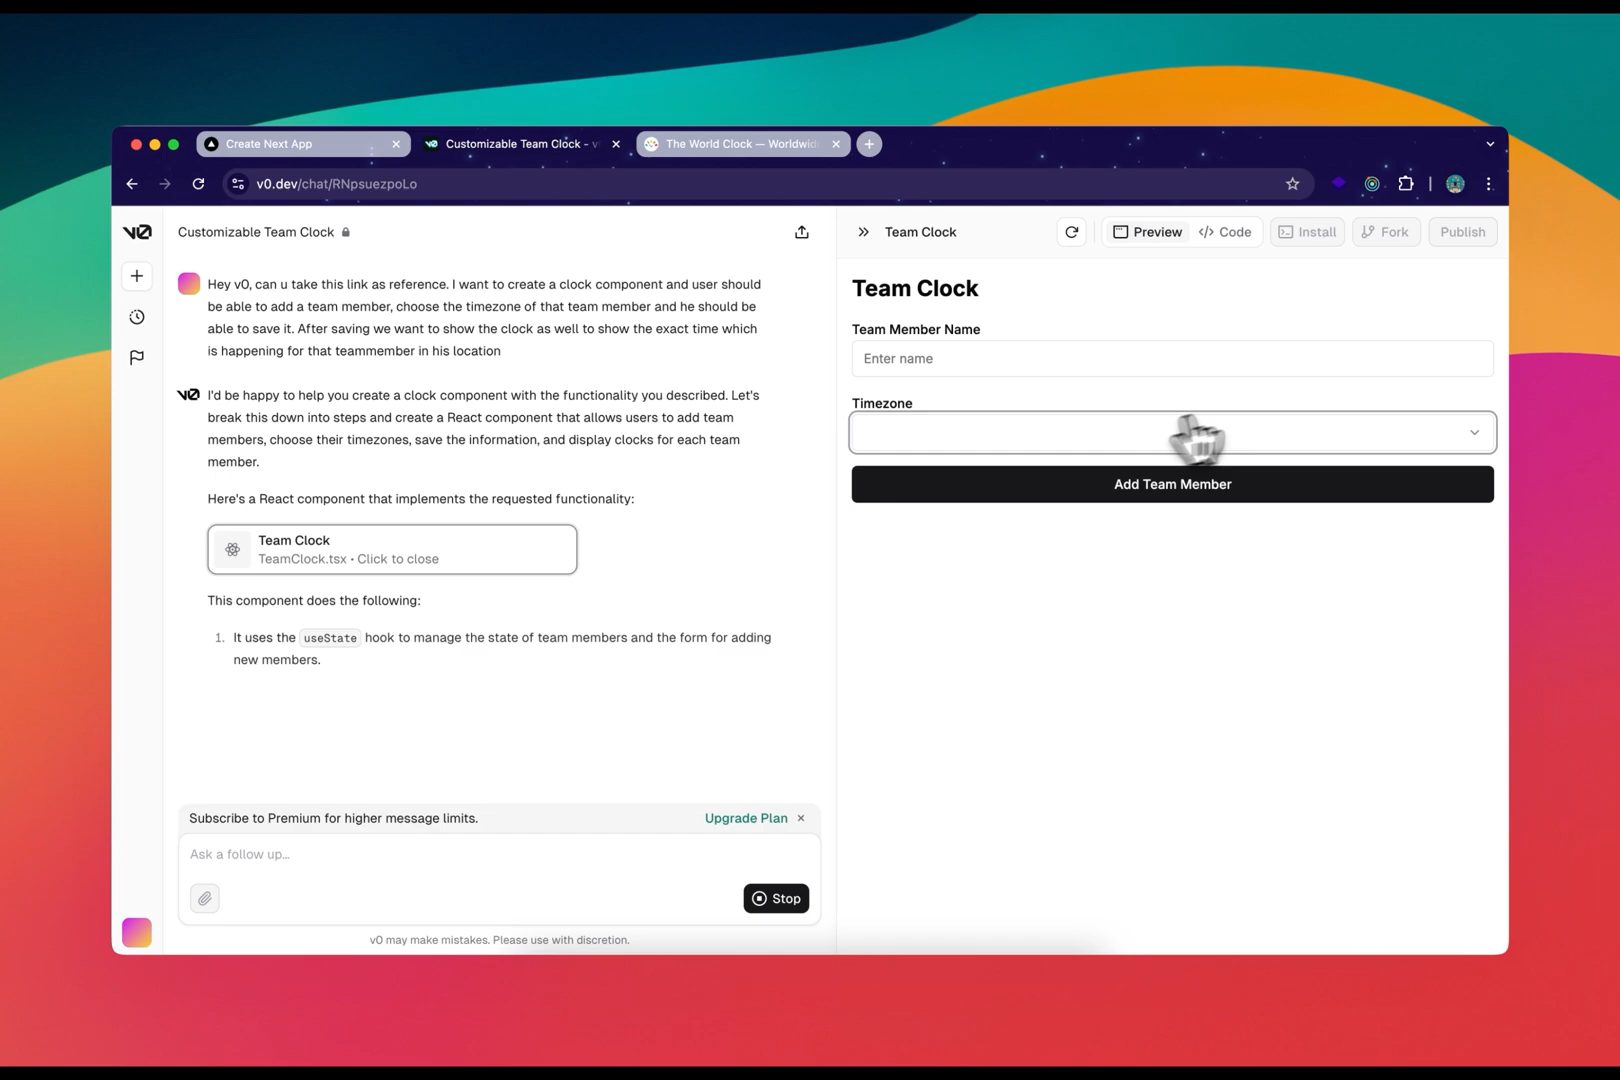 Create Next App
Customizable Team Clock - v
The World Clock — Worldwid
v0.dev/chat/RNpsuezpoLo
v0
Customizable Team Clock
Team Clock
Preview
Code
Install
Fork
Publish
Hey v0, can u take this link as reference. I want to create a clock component and user should
be able to add a team member, choose the timezone of that team member and he should be
able to save it. After saving we want to show the clock as well to show the exact time which
is happening for that teammember in his location
v0
I'd be happy to help you create a clock component with the functionality you described. Let's
break this down into steps and create a React component that allows users to add team
members, choose their timezones, save the information, and display clocks for each team
member.
Here's a React component that implements the requested functionality:
Team Clock
TeamClock.tsx • Click to close
This component does the following:
1. It uses the useState hook to manage the state of team members and the form for adding
new members.
Subscribe to Premium for higher message limits.
Upgrade Plan
Ask a follow up...
Stop
v0 may make mistakes. Please use with discretion.
Team Clock
Team Member Name
Enter name
Timezone
Add Team Member